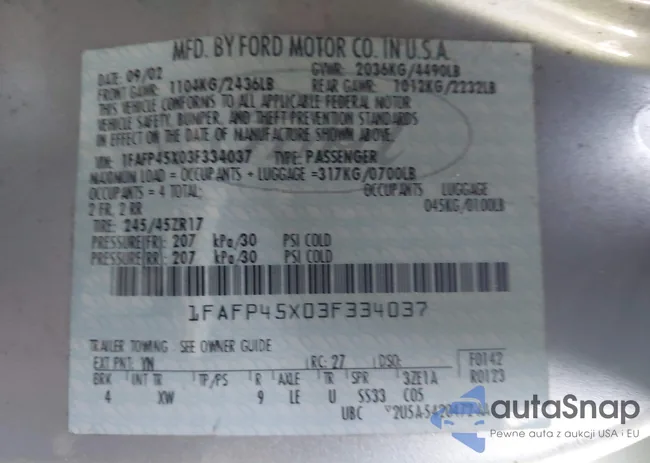 MFD. BY FORD MOTOR CO. IN U.S.A.
DATE: 09/02 GVWR: 2036KG/4490LB
FRONT GAWR: 1104KG/2436LB REAR GAWR: 1012KG/2232LB
THIS VEHICLE CONFORMS TO ALL APPLICABLE FEDERAL MOTOR
VEHICLE SAFETY, BUMPER, AND THEFT PREVENTION STANDARDS
IN EFFECT ON THE DATE OF MANUFACTURE SHOWN ABOVE.
VIN: 1FAFP45X03F334037 TYPE: PASSENGER
MAXIMUM LOAD = OCCUPANTS + LUGGAGE = 317KG/0700LB
OCCUPANTS = 4 TOTAL: OCCUPANTS LUGGAGE
2 FR, 2 RR 045KG/0100LB
TIRE: 245/45ZR17
PRESSURE(FR): 207 kPa/30 PSI COLD
PRESSURE(RR): 207 kPa/30 PSI COLD
1FAFP45X03F334037
TRAILER TOWING - SEE OWNER GUIDE
EXT PNT: YN RC: 27 DSO: F0142
BRK INT TR TP/PS R AXLE TR SPR 3ZE1A R0123
4 XW 9 LE U SS33 C05
UBC
autaSnap
Pewne auta z aukcji USA i EU